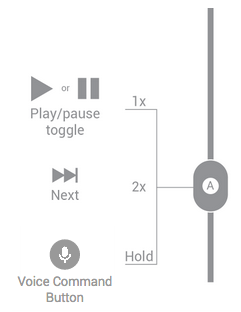 or
1x
Play/pause
toggle
2x
Next
A
Hold
Voice Command
Button